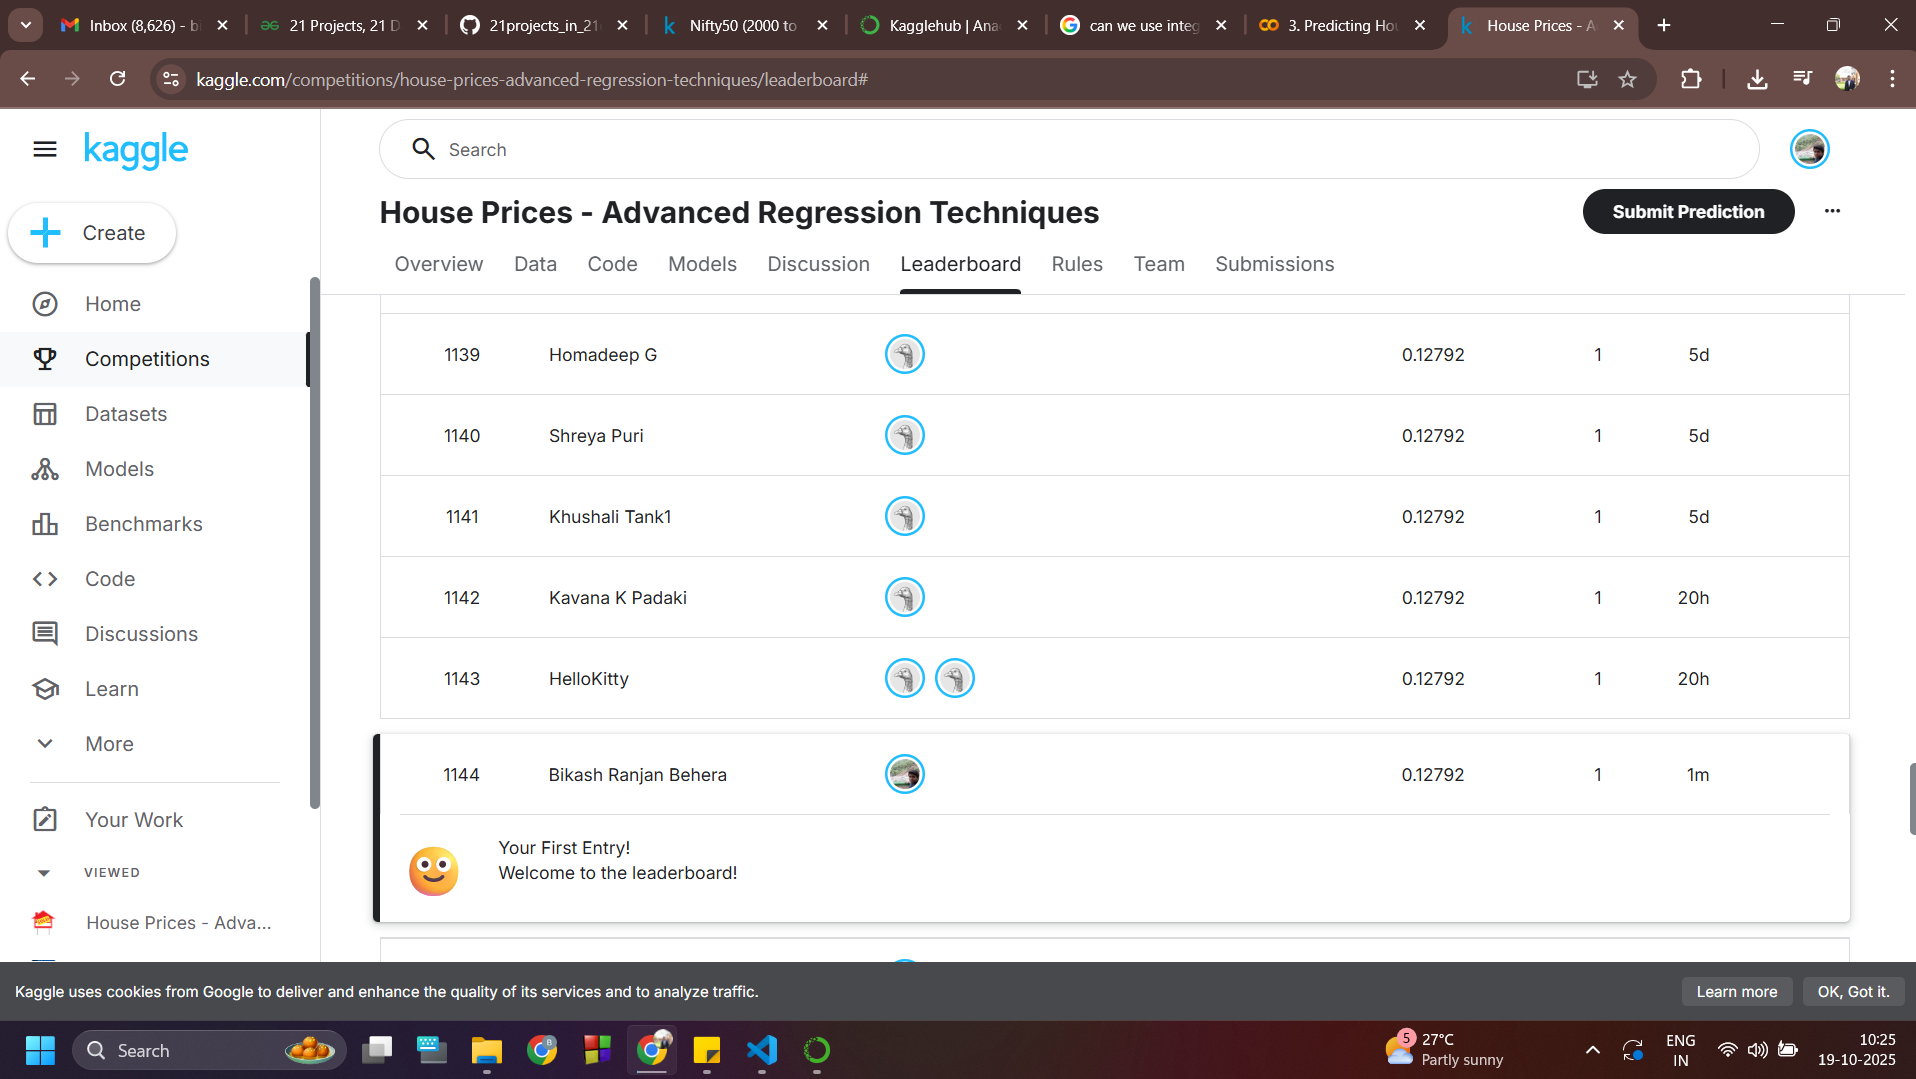 Inbox (8,626) - b
21 Projects, 21 D
21projects_in_21
Nifty50 (2000 to
Kagglehub | Ana
can we use integ
3. Predicting Ho
House Prices - A
kaggle.com/competitions/house-prices-advanced-regression-techniques/leaderboard#
kaggle
Search
Create
House Prices - Advanced Regression Techniques
Submit Prediction
Overview Data Code Models Discussion Leaderboard Rules Team Submissions
Home
Competitions
Datasets
Models
Benchmarks
Code
Discussions
Learn
More
Your Work
VIEWED
House Prices - Adva...
1139 Homadeep G 0.12792 1 5d
1140 Shreya Puri 0.12792 1 5d
1141 Khushali Tank1 0.12792 1 5d
1142 Kavana K Padaki 0.12792 1 20h
1143 HelloKitty 0.12792 1 20h
1144 Bikash Ranjan Behera 0.12792 1 1m
Your First Entry!
Welcome to the leaderboard!
Kaggle uses cookies from Google to deliver and enhance the quality of its services and to analyze traffic.
Learn more
OK, Got it.
Search
5
27°C
Partly sunny
ENG
IN
10:25
19-10-2025